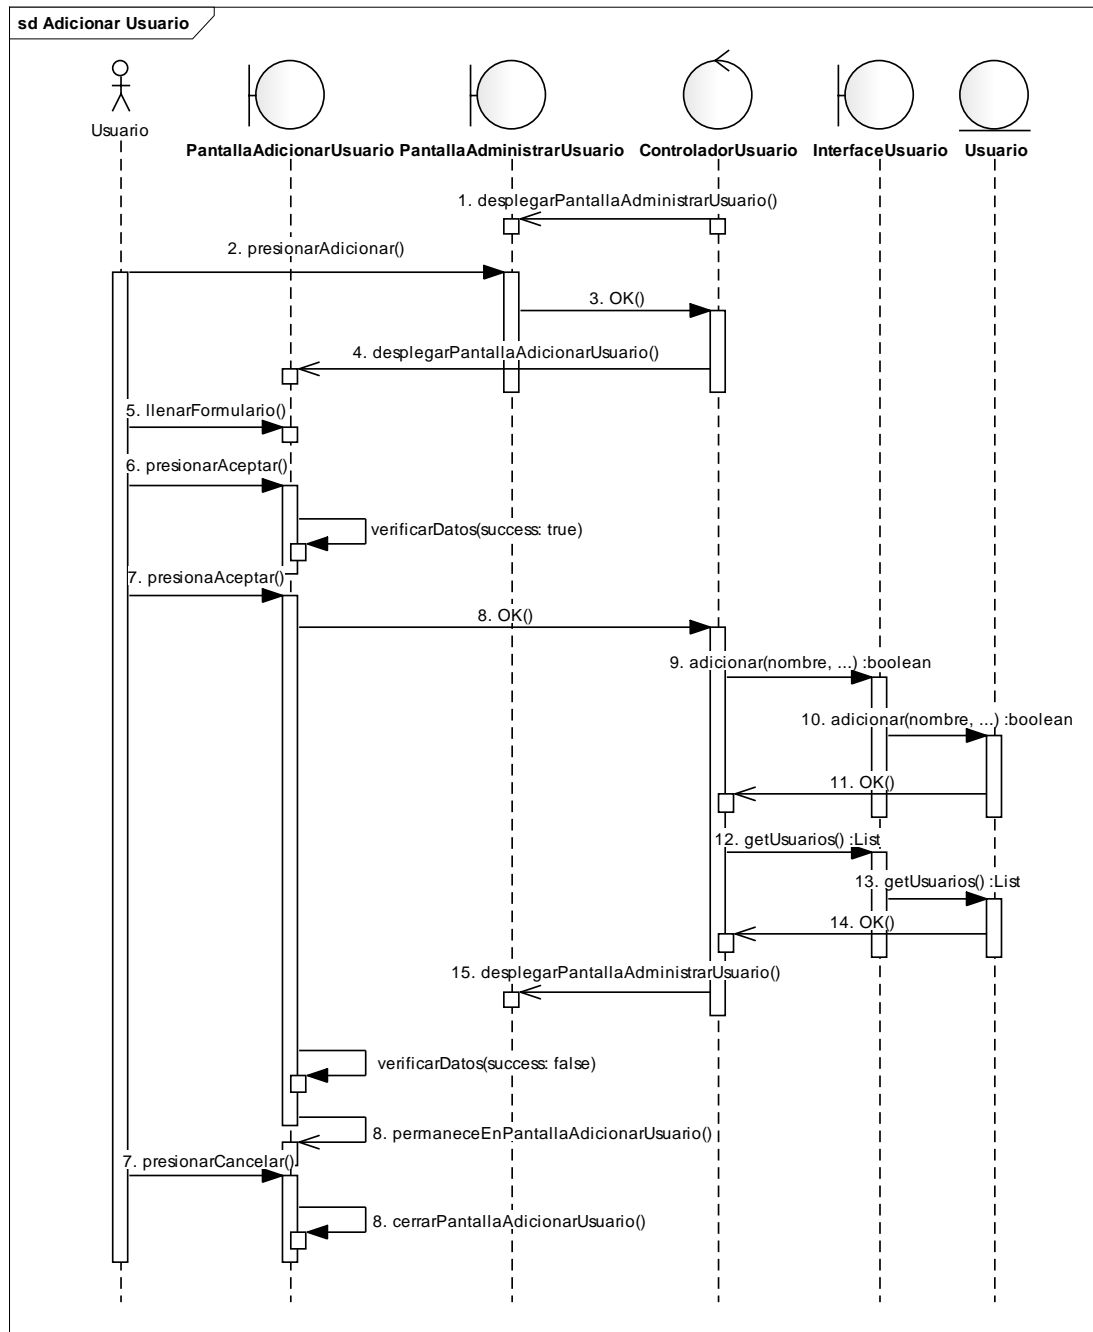 sd Adicionar Usuario
Usuario
PantallaAdicionarUsuario
PantallaAdministrarUsuario
ControladorUsuario
InterfaceUsuario
Usuario
1. desplegarPantallaAdministrarUsuario()
2. presionarAdicionar()
3. OK()
4. desplegarPantallaAdicionarUsuario()
5. llenarFormulario()
6. presionarAceptar()
verificarDatos(success: true)
7. presionaAceptar()
8. OK()
9. adicionar(nombre, ...) :boolean
10. adicionar(nombre, ...) :boolean
11. OK()
12. getUsuarios() :List
13. getUsuarios() :List
14. OK()
15. desplegarPantallaAdministrarUsuario()
verificarDatos(success: false)
8. permaneceEnPantallaAdicionarUsuario()
7. presionarCancelar()
8. cerrarPantallaAdicionarUsuario()